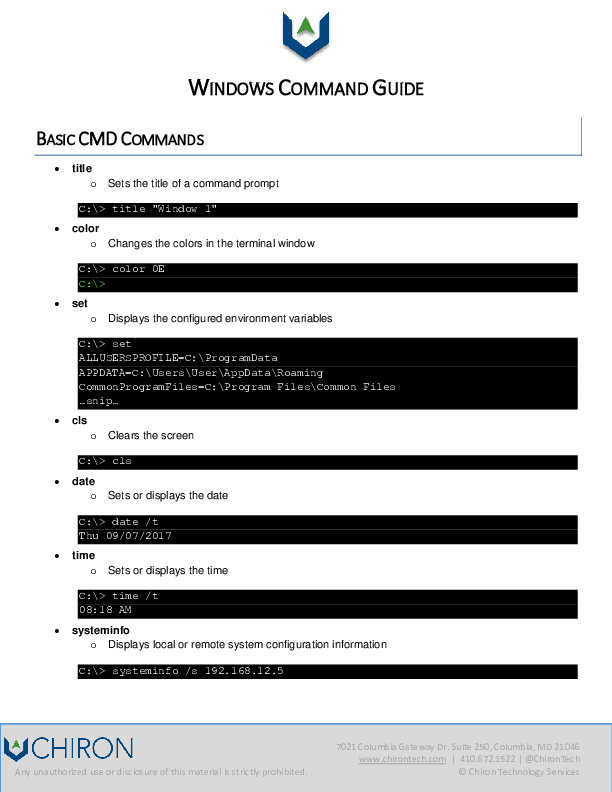 WINDOWS COMMAND GUIDE
BASIC CMD COMMANDS
• title
o Sets the title of a command prompt
C:\> title "Window 1"
• color
o Changes the colors in the terminal window
C:\> color 0E
C:\>
• set
o Displays the configured environment variables
C:\> set
ALLUSERSPROFILE=C:\ProgramData
APPDATA=C:\Users\User\AppData\Roaming
CommonProgramFiles=C:\Program Files\Common Files
…snip…
• cls
o Clears the screen
C:\> cls
• date
o Sets or displays the date
C:\> date /t
Thu 09/07/2017
• time
o Sets or displays the time
C:\> time /t
08:18 AM
• systeminfo
o Displays local or remote system configuration information
C:\> systeminfo /s 192.168.12.5
CHIRON
7021 Columbia Gateway Dr. Suite 250, Columbia, MD 21046
www.chirontech.com | 410.672.1522 | @ChironTech
Any unauthorized use or disclosure of this material is strictly prohibited.
© Chiron Technology Services